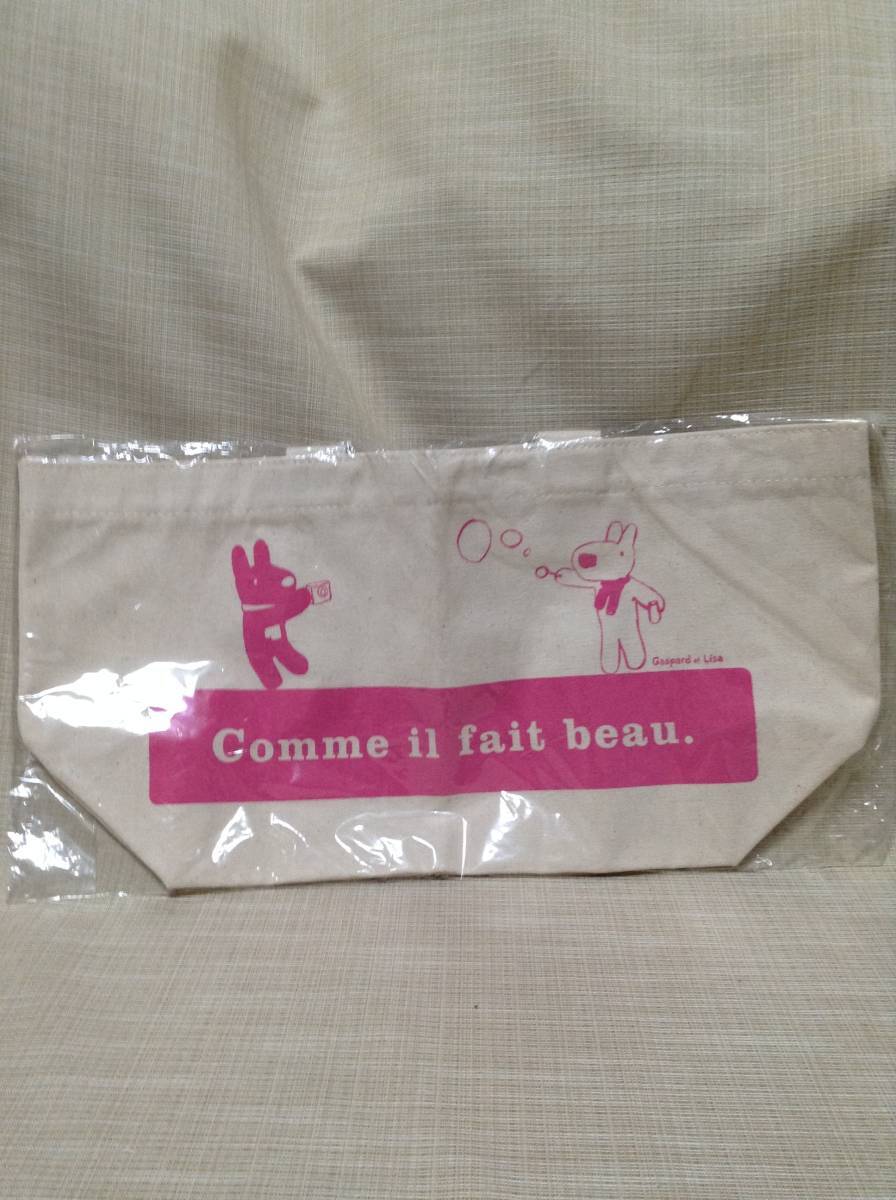 Gaspard et Lisa
Comme il fait beau.